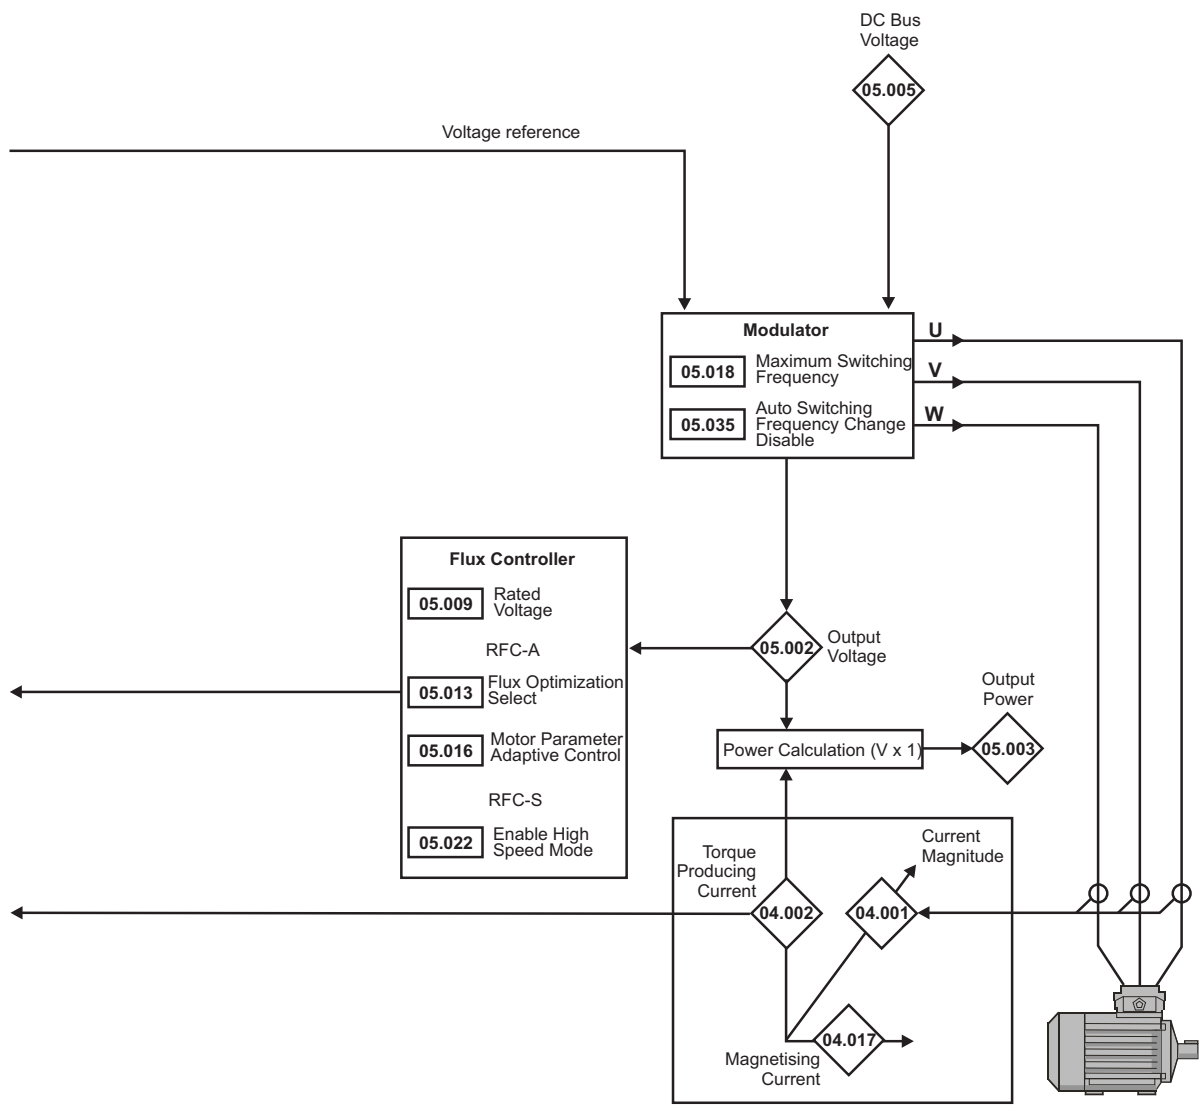 DC Bus
Voltage
05.005
Voltage reference
Modulator
05.018
Maximum Switching
Frequency
05.035
Auto Switching
Frequency Change
Disable
U
V
W
Flux Controller
05.009
Rated
Voltage
RFC-A
05.013
Flux Optimization
Select
05.016
Motor Parameter
Adaptive Control
RFC-S
05.022
Enable High
Speed Mode
05.002
Output
Voltage
Output
Power
Power Calculation (V x 1)
05.003
Torque
Producing
Current
04.002
Current
Magnitude
04.001
04.017
Magnetising
Current